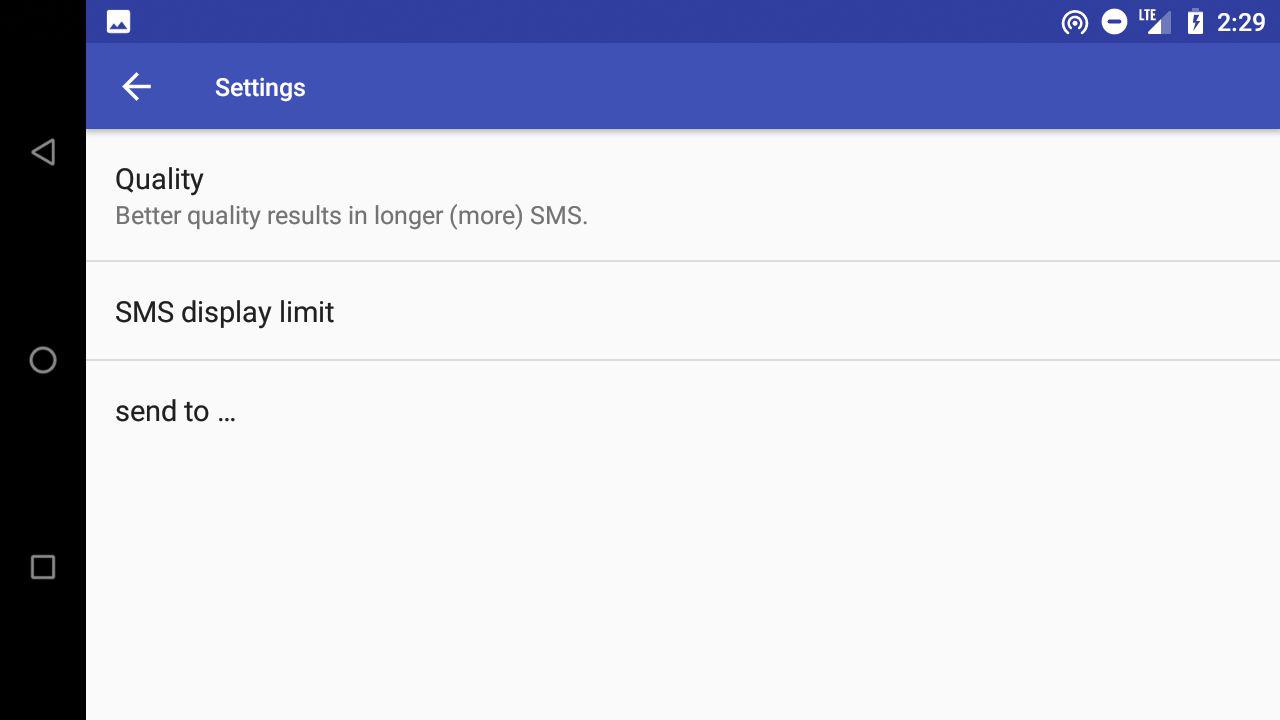 LTE 2:29
Settings
Quality
Better quality results in longer (more) SMS.
SMS display limit
send to ...